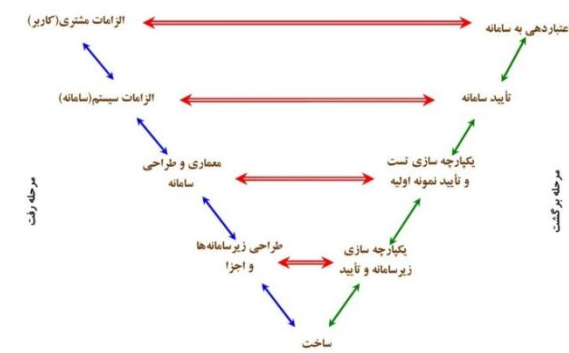 الزامات مشتری(کاربر)
اعتباردهی به سامانه
الزامات سیستم(سامانه)
تأیید سامانه
معماری و طراحی
سامانه
یکپارچه سازی تست
و تأیید نمونه اولیه
مرحله رفت
مرحله برگشت
طراحی زیرسامانه‌ها
و اجزا
یکپارچه سازی
زیرسامانه و تأیید
ساخت